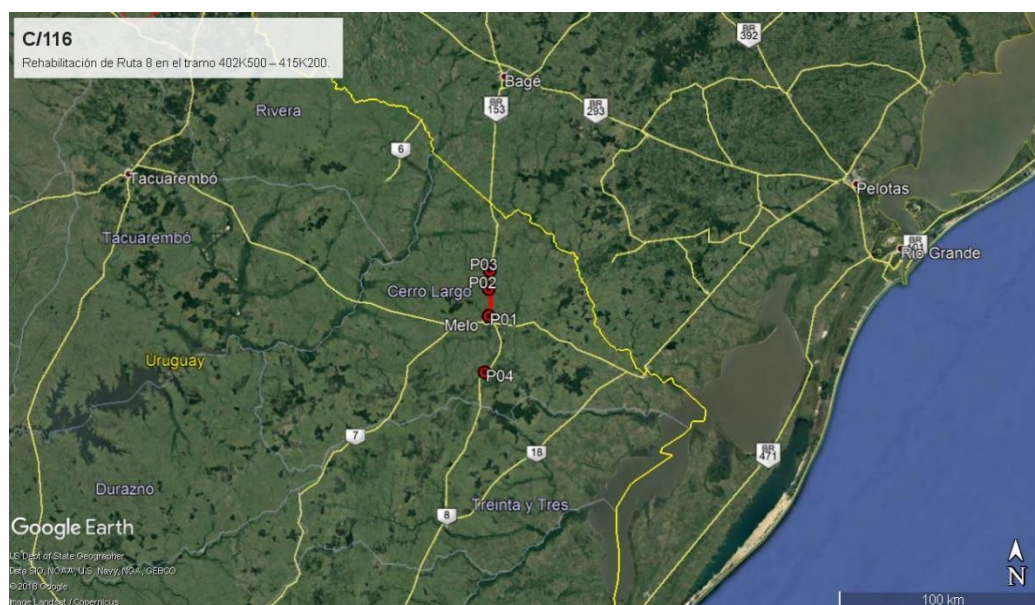 C/116
Rehabilitación de Ruta 8 en el tramo 402K500 – 415K200.
BR
392
Bagé
BR
153
BR
293
Rivera
6
Tacuarembó
Pelotas
Tacuarembó
BR
101
Rio Grande
P03
P02
Cerro Largo
Melo
P01
Uruguay
P04
7
18
BR
471
Durazno
Treinta y Tres
8
Google Earth
US Dept of State Geographer
Data SIO, NOAA, U.S. Navy, NGA, GEBCO
©2018 Google
Image Landsat / Copernicus
N
100 km